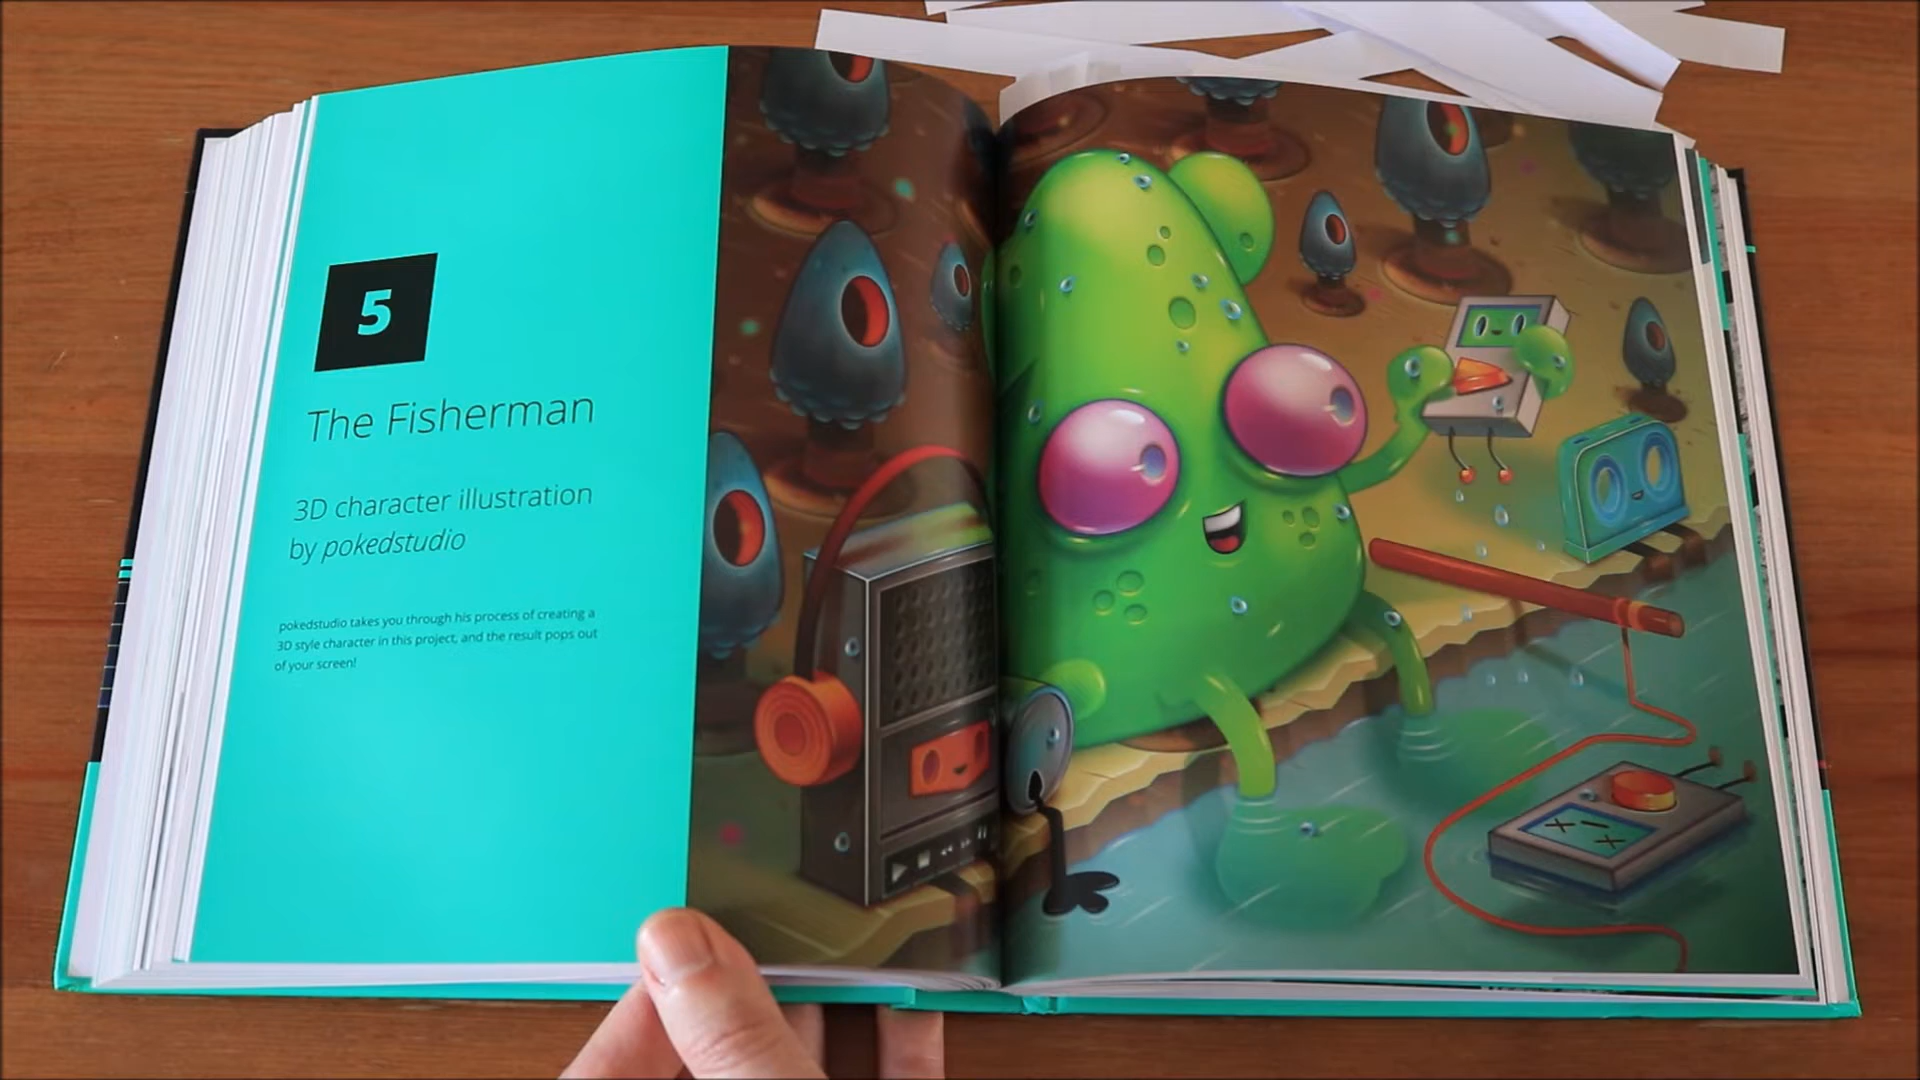 5
The Fisherman
3D character illustration
by pokedstudio
pokedstudio takes you through his process of creating a
3D style character in this project, and the result pops out
of your screen!